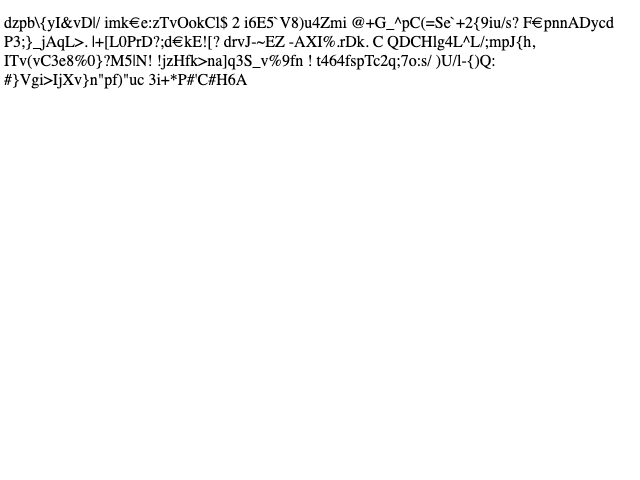 dzpb\{yI&vD|/ imk€e:zTvOokCl$ 2 i6E5`V8)u4Zmi @+G_^pC(=Se`+2{9iu/s? F€pnnADycd
P3;}_jAqL>. |+[L0PrD?;d€kE![? drvJ-~EZ -AXI%.rDk. C QDCHlg4L^L/;mpJ{h,
ITv(vC3e8%0}?M5|N! !jzHfk>na]q3S_v%9fn ! t464fspTc2q;7o:s/ )U/l-{)Q:
#}Vgi>IjXv}n"pf)"uc 3i+*P#'C#H6A